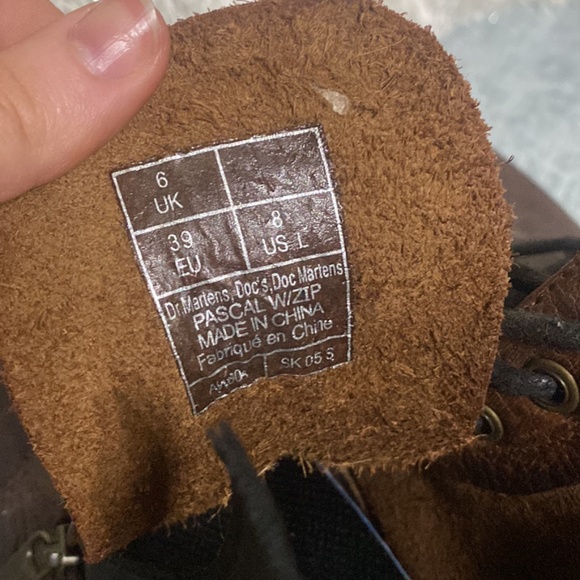 6
UK
39
EU
8
US L
Dr Martens, Doc's, Doc Martens
PASCAL W/ZIP
MADE IN CHINA
Fabriqué en Chine
SK 05 S